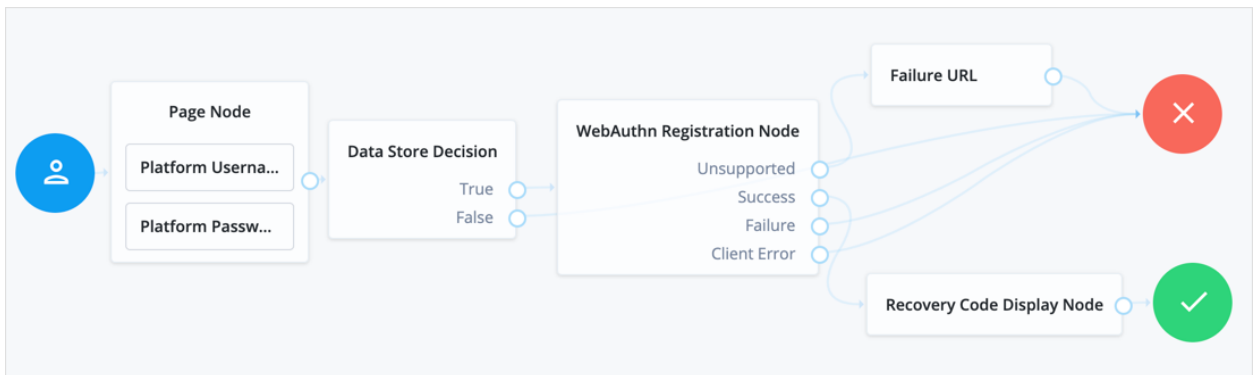 Page Node
Platform Userna...
Platform Passw...
Data Store Decision
True
False
WebAuthn Registration Node
Unsupported
Success
Failure
Client Error
Failure URL
Recovery Code Display Node